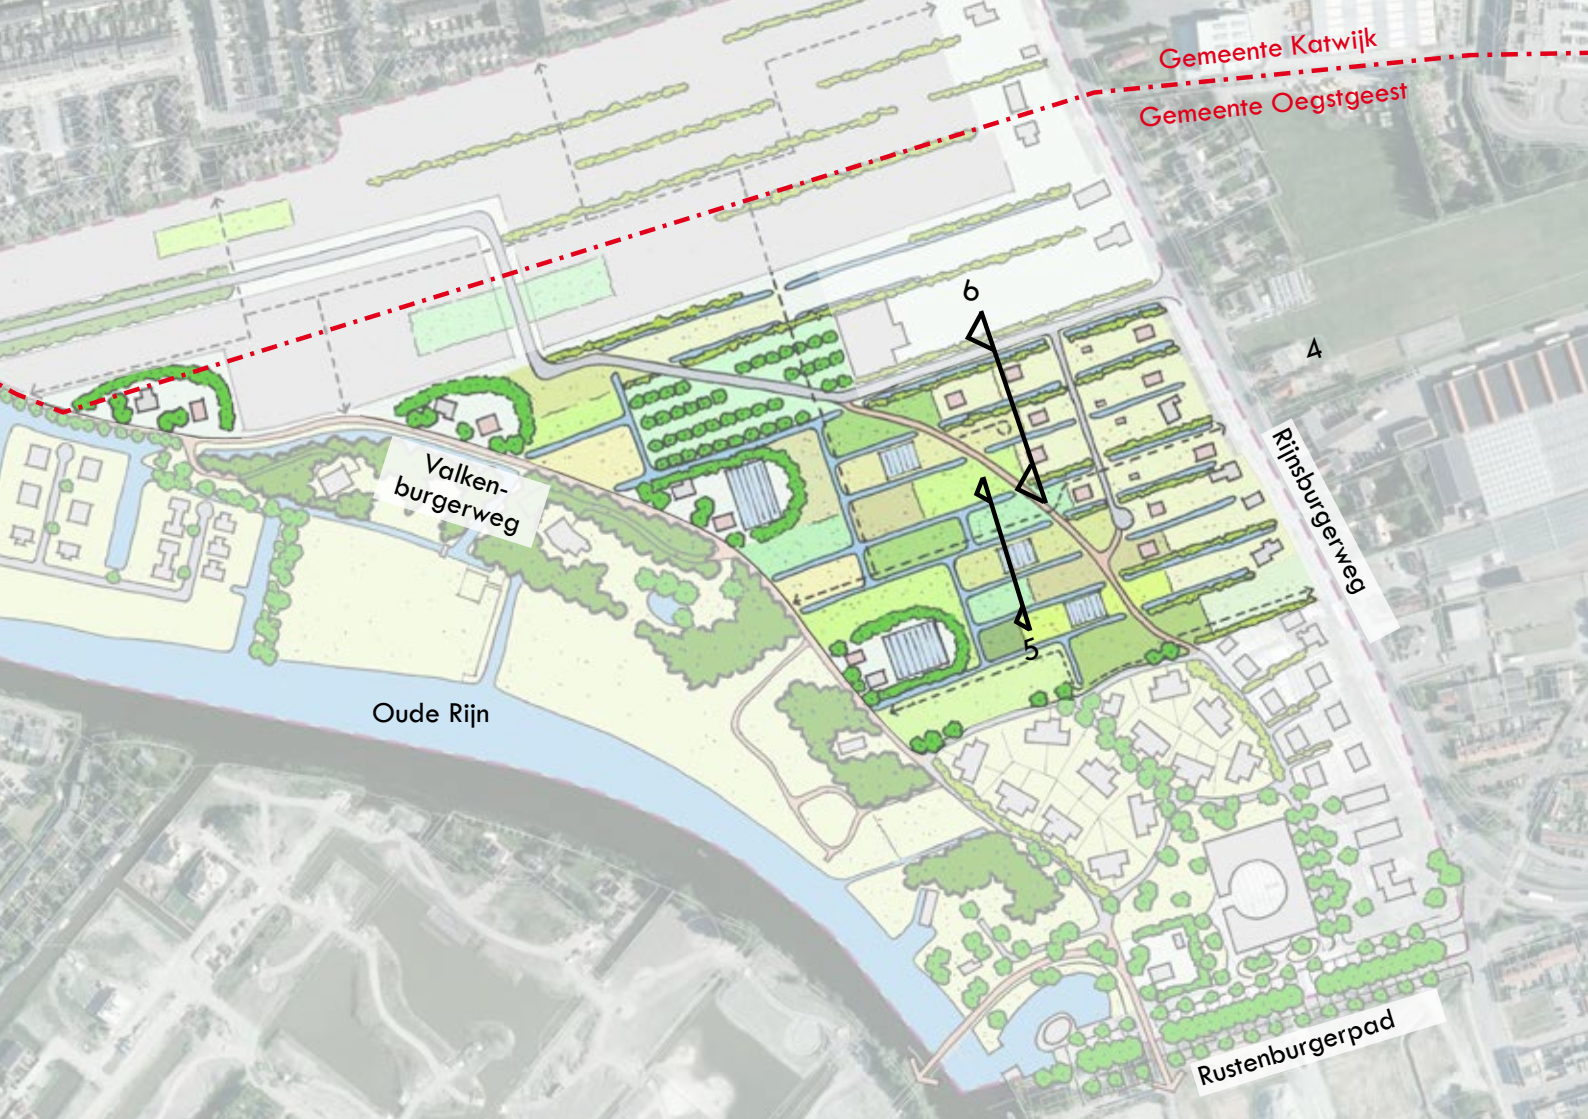 Gemeente Katwijk
Gemeente Oegstgeest
6
4
Rijnsburgerweg
Valken-
burgerweg
5
Oude Rijn
Rustenburgerpad